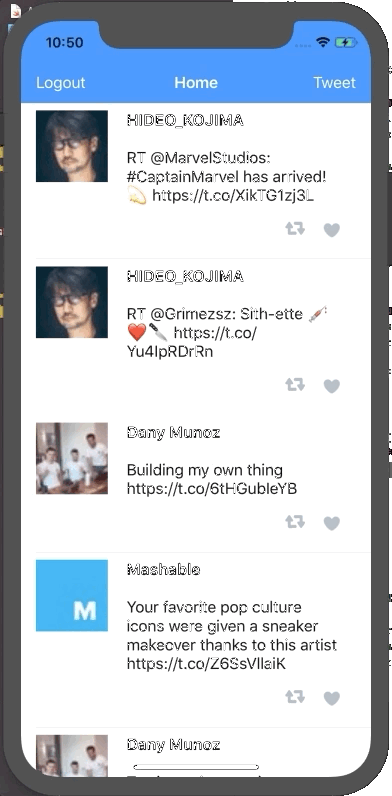 10:50
Logout Home Tweet
HIDEO_KOJIMA
RT @MarvelStudios:
#CaptainMarvel has arrived!
💫 https://t.co/XikTG1zj3L
HIDEO_KOJIMA
RT @Grimezsz: Sith-ette 💉
❤️🔪 https://t.co/
Yu4IpRDrRn
Dany Munoz
Building my own thing
https://t.co/6tHGubleYB
Mashable
M
Your favorite pop culture
icons were given a sneaker
makeover thanks to this artist
https://t.co/Z6SsVllaiK
Dany Munoz